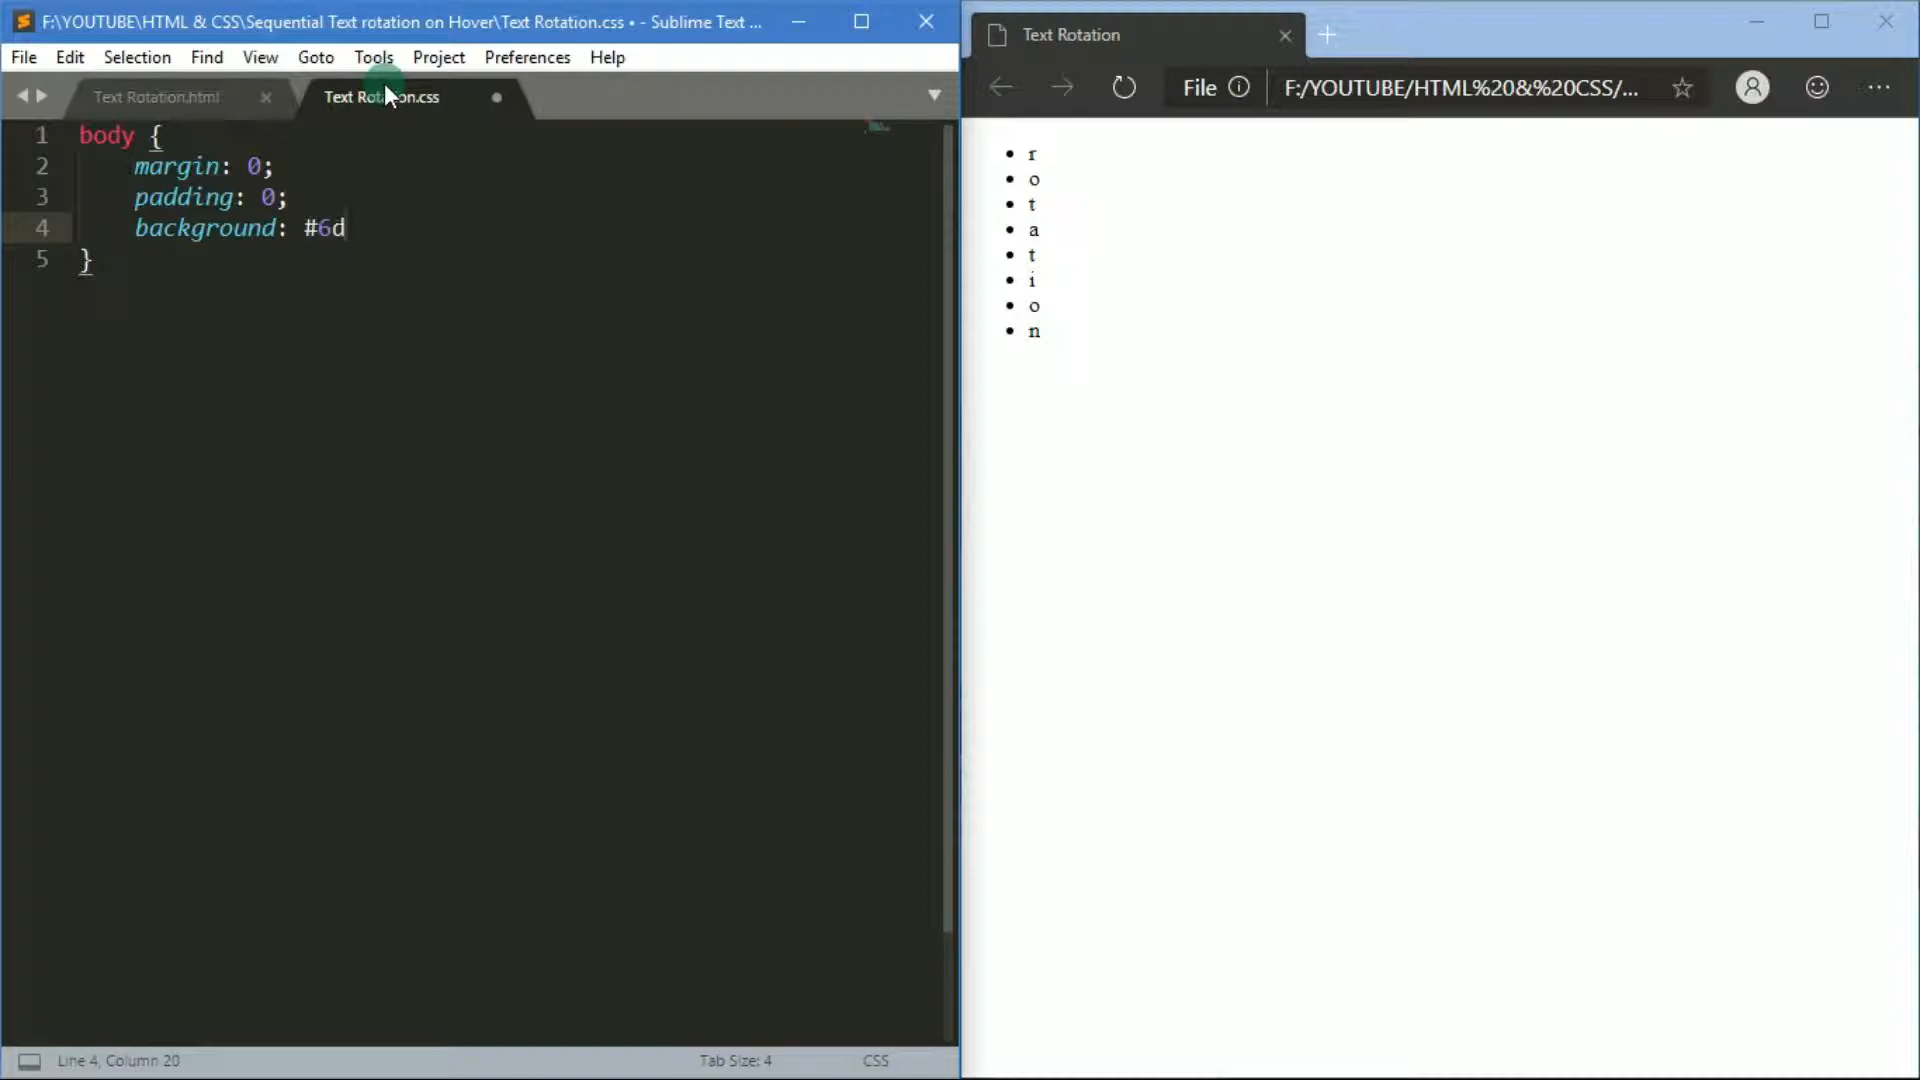 F:\YOUTUBE\HTML & CSS\Sequential Text rotation on Hover\Text Rotation.css • - Sublime Text ...
File Edit Selection Find View Goto Tools Project Preferences Help
Text Rotation.html
Text Rotation.css
1 body {
2 margin: 0;
3 padding: 0;
4 background: #6d
5 }
Line 4, Column 20
Tab Size: 4
CSS
Text Rotation
File
F:/YOUTUBE/HTML%20&%20CSS/...
• r
• o
• t
• a
• t
• i
• o
• n